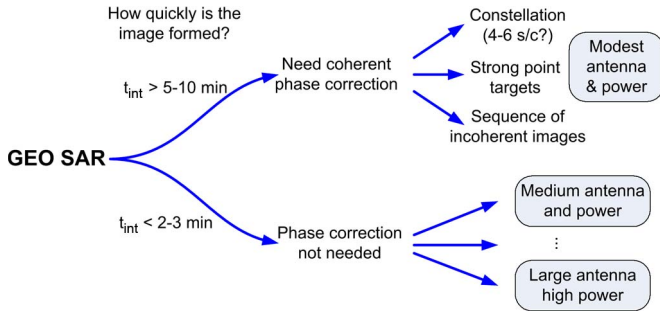 How quickly is the
image formed?
Constellation
(4-6 s/c?)
Modest
antenna
& power
Need coherent
phase correction
Strong point
targets
t_int > 5-10 min
Sequence of
incoherent images
GEO SAR
t_int < 2-3 min
Medium antenna
and power
Phase correction
not needed
⋮
Large antenna
high power